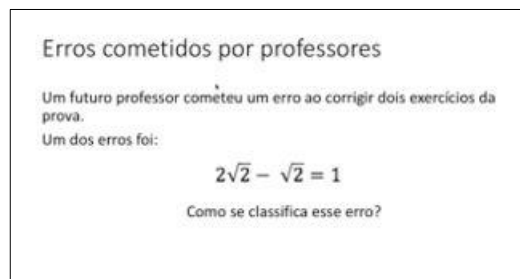 Erros cometidos por professores
Um futuro professor cometeu um erro ao corrigir dois exercícios da
prova.
Um dos erros foi:
2√2 − √2 = 1
Como se classifica esse erro?